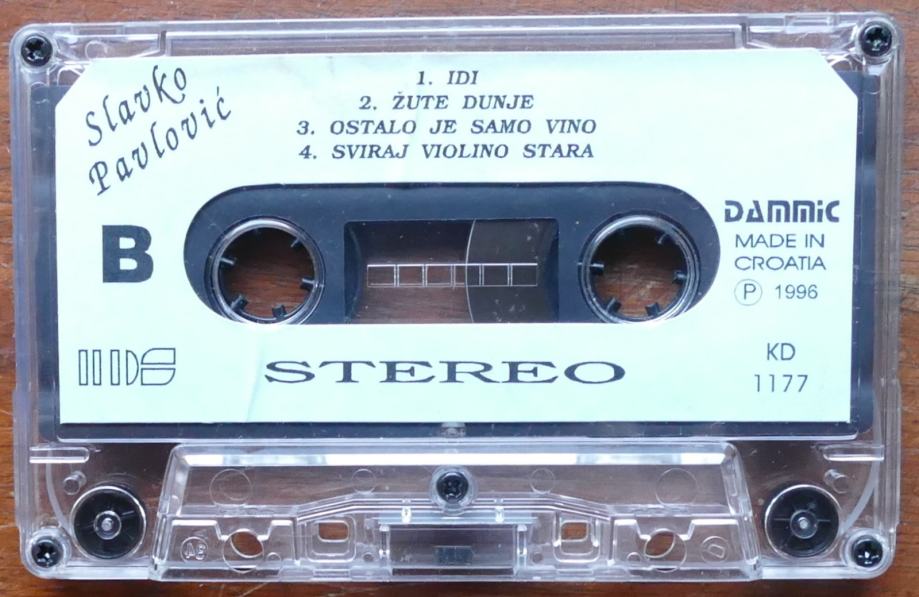 Slavko
Pavlović
1. IDI
2. ŽUTE DUNJE
3. OSTALO JE SAMO VINO
4. SVIRAJ VIOLINO STARA
B
DAMMIC
MADE IN
CROATIA
Ⓟ 1996
STEREO
KD
1177